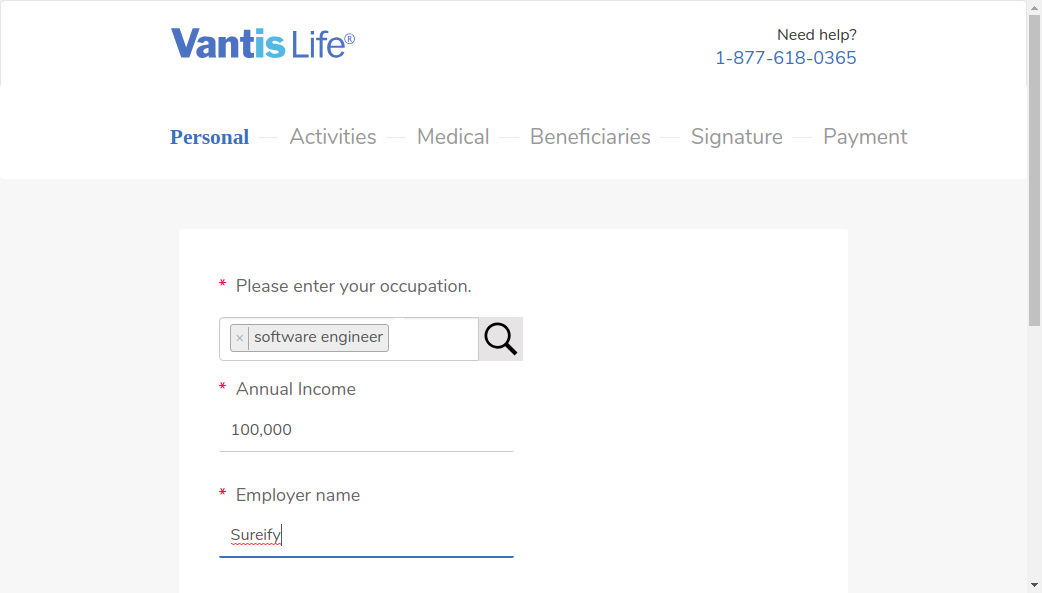 Vantis Life®
Need help?
1-877-618-0365
Personal Activities Medical Beneficiaries Signature Payment
* Please enter your occupation.
× software engineer
* Annual Income
100,000
* Employer name
Sureify